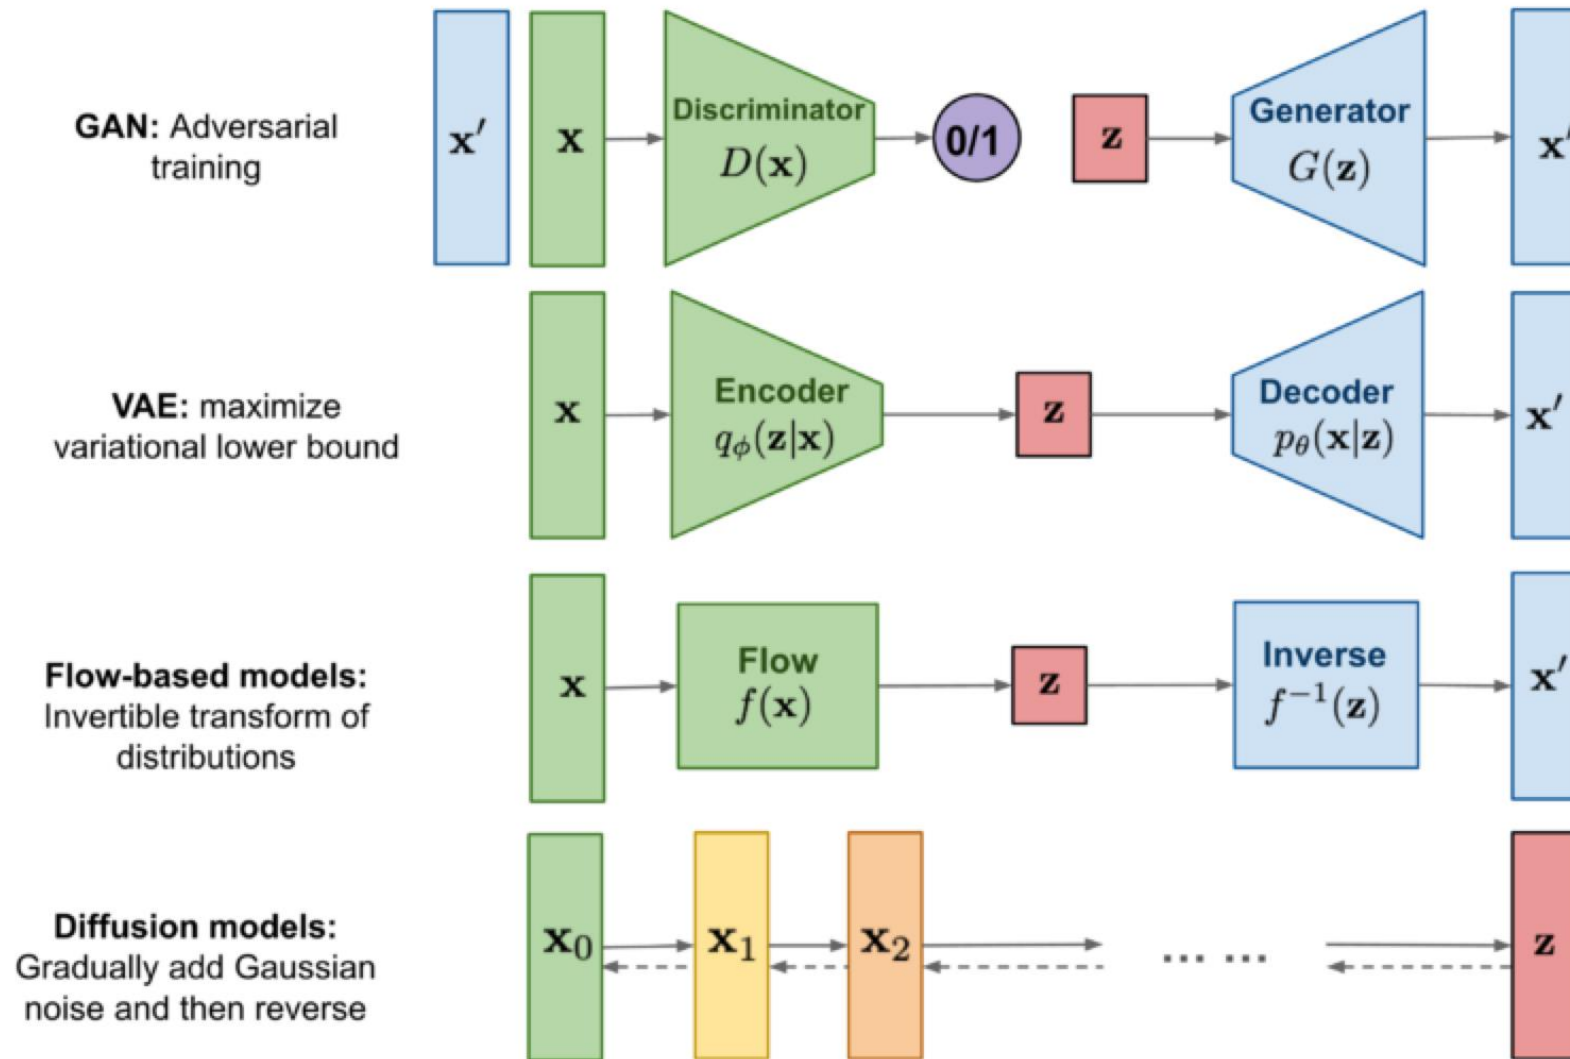 GAN: Adversarial
training
x′
x
Discriminator
D(x)
0/1
z
Generator
G(z)
x′
VAE: maximize
variational lower bound
x
Encoder
qϕ(z|x)
z
Decoder
pθ(x|z)
x′
Flow-based models:
Invertible transform of
distributions
x
Flow
f(x)
z
Inverse
f⁻¹(z)
x′
Diffusion models:
Gradually add Gaussian
noise and then reverse
x₀
x₁
x₂
... ...
z